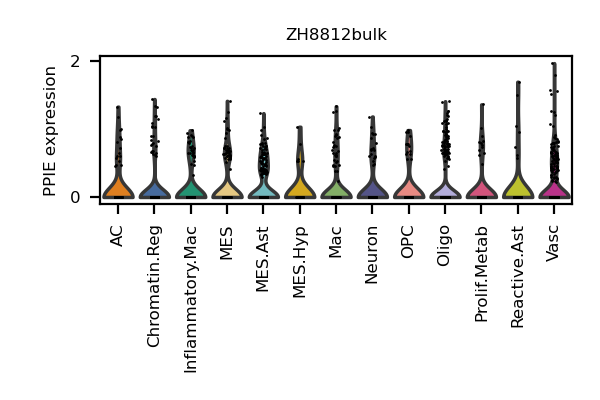 ZH8812bulk
PPIE expression
2
0
AC
Chromatin.Reg
Inflammatory.Mac
MES
MES.Ast
MES.Hyp
Mac
Neuron
OPC
Oligo
Prolif.Metab
Reactive.Ast
Vasc